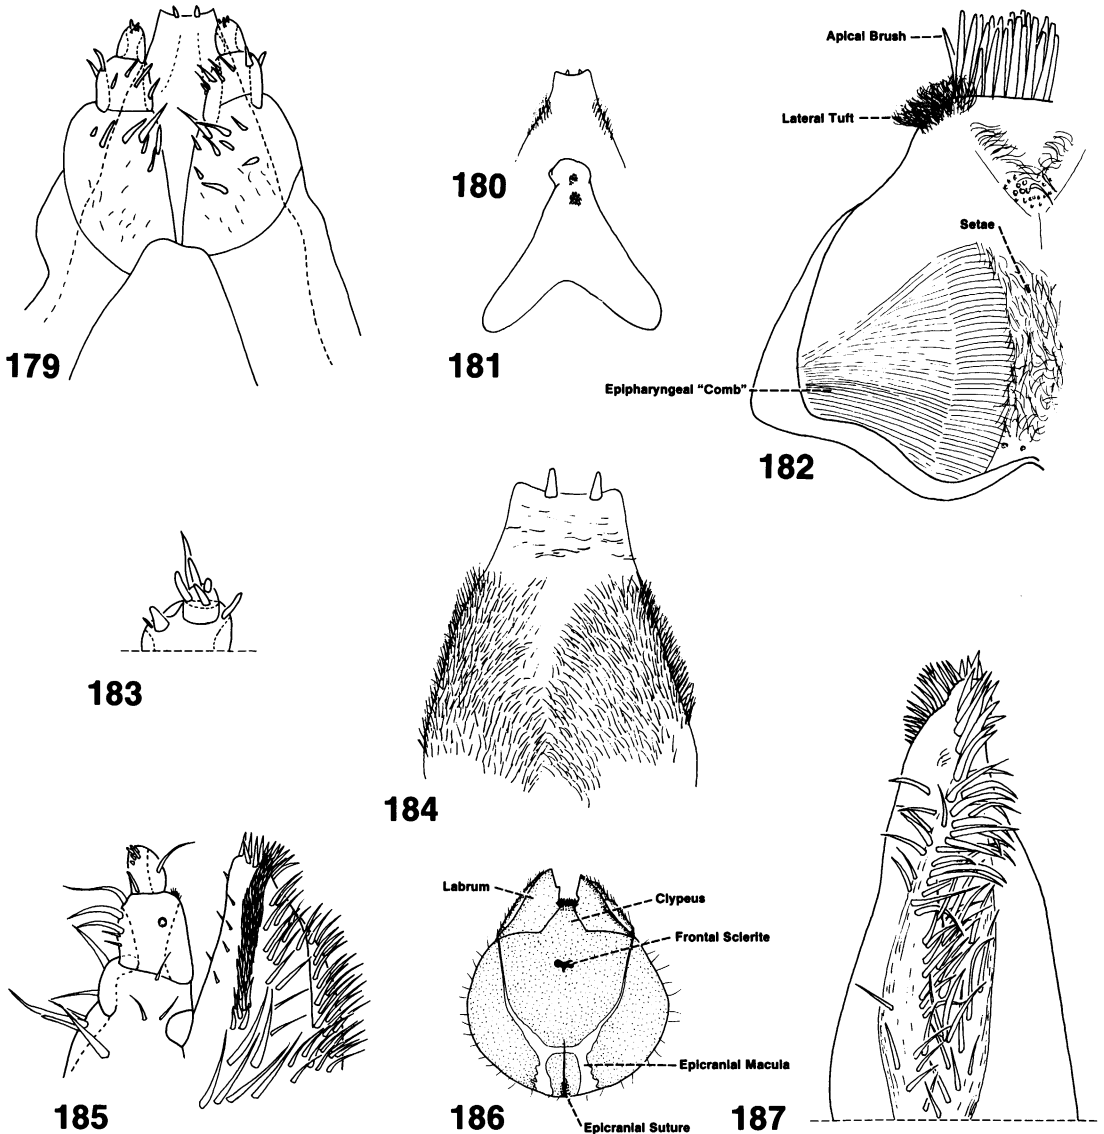 Apical Brush
Lateral Tuft
180
Setae
179
181
Epipharyngeal "Comb"
182
183
184
Labrum
Clypeus
Frontal Sclerite
Epicranial Macula
185
186
187
Epicranial Suture